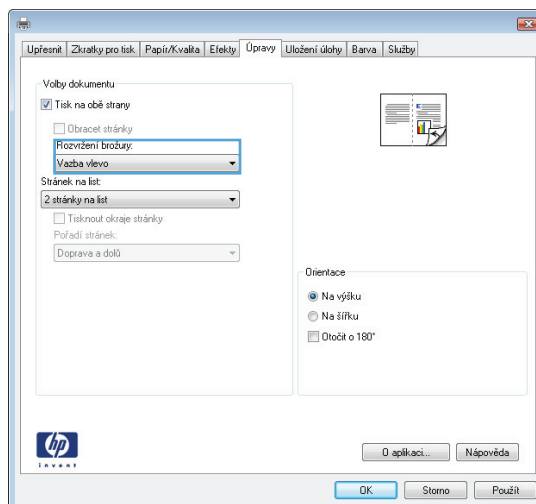 Upřesnit Zkratky pro tisk Papír/Kvalita Efekty Úpravy Uložení úlohy Barva Služby
Volby dokumentu
Tisk na obě strany
Obracet stránky
Rozvržení brožury:
Vazba vlevo
Stránek na list:
2 stránky na list
Tisknout okraje stránky
Pořadí stránek:
Doprava a dolů
Orientace
Na výšku
Na šířku
Otočit o 180°
hp
invent
O aplikaci... Nápověda
OK Storno Použít